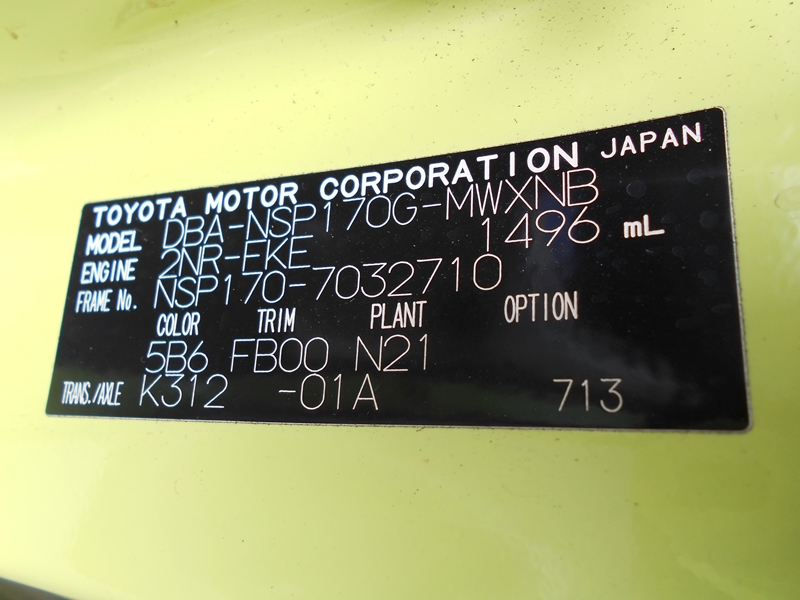 TOYOTA MOTOR CORPORATION JAPAN
MODEL DBA-NSP170G-MWXNB
ENGINE 2NR-FKE 1496 mL
FRAME No. NSP170-7032710
COLOR TRIM PLANT OPTION
5B6 FB00 N21
TRANS./AXLE K312 -01A 713